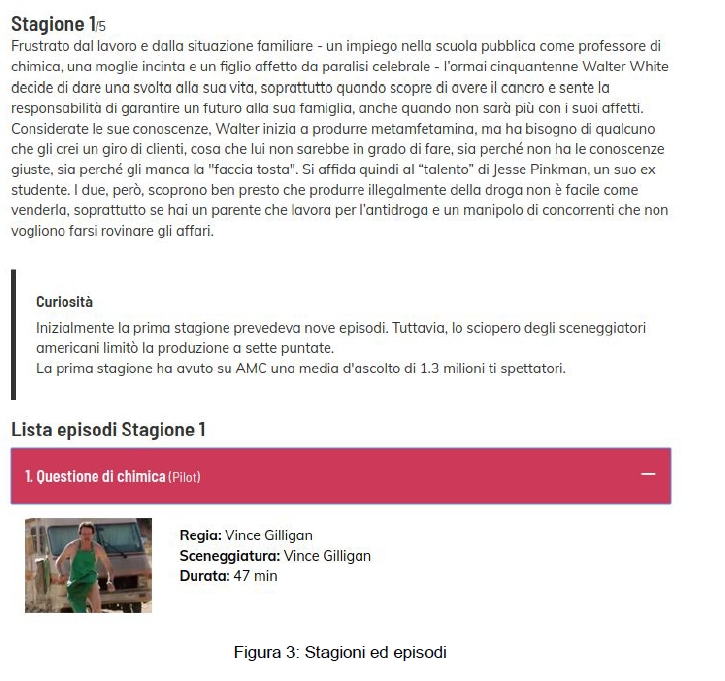 Stagione 1/5
Frustrato dal lavoro e dalla situazione familiare - un impiego nella scuola pubblica come professore di
chimica, una moglie incinta e un figlio affetto da paralisi celebrale - l'ormai cinquantenne Walter White
decide di dare una svolta alla sua vita, soprattutto quando scopre di avere il cancro e sente la
responsabilità di garantire un futuro alla sua famiglia, anche quando non sarà più con i suoi affetti.
Considerate le sue conoscenze, Walter inizia a produrre metamfetamina, ma ha bisogno di qualcuno
che gli crei un giro di clienti, cosa che lui non sarebbe in grado di fare, sia perché non ha le conoscenze
giuste, sia perché gli manca la "faccia tosta". Si affida quindi al “talento” di Jesse Pinkman, un suo ex
studente. I due, però, scoprono ben presto che produrre illegalmente della droga non è facile come
venderla, soprattutto se hai un parente che lavora per l'antidroga e un manipolo di concorrenti che non
vogliono farsi rovinare gli affari.
Curiosità
Inizialmente la prima stagione prevedeva nove episodi. Tuttavia, lo sciopero degli sceneggiatori
americani limitò la produzione a sette puntate.
La prima stagione ha avuto su AMC una media d'ascolto di 1.3 milioni ti spettatori.
Lista episodi Stagione 1
1. Questione di chimica (Pilot)
Regia: Vince Gilligan
Sceneggiatura: Vince Gilligan
Durata: 47 min
Figura 3: Stagioni ed episodi